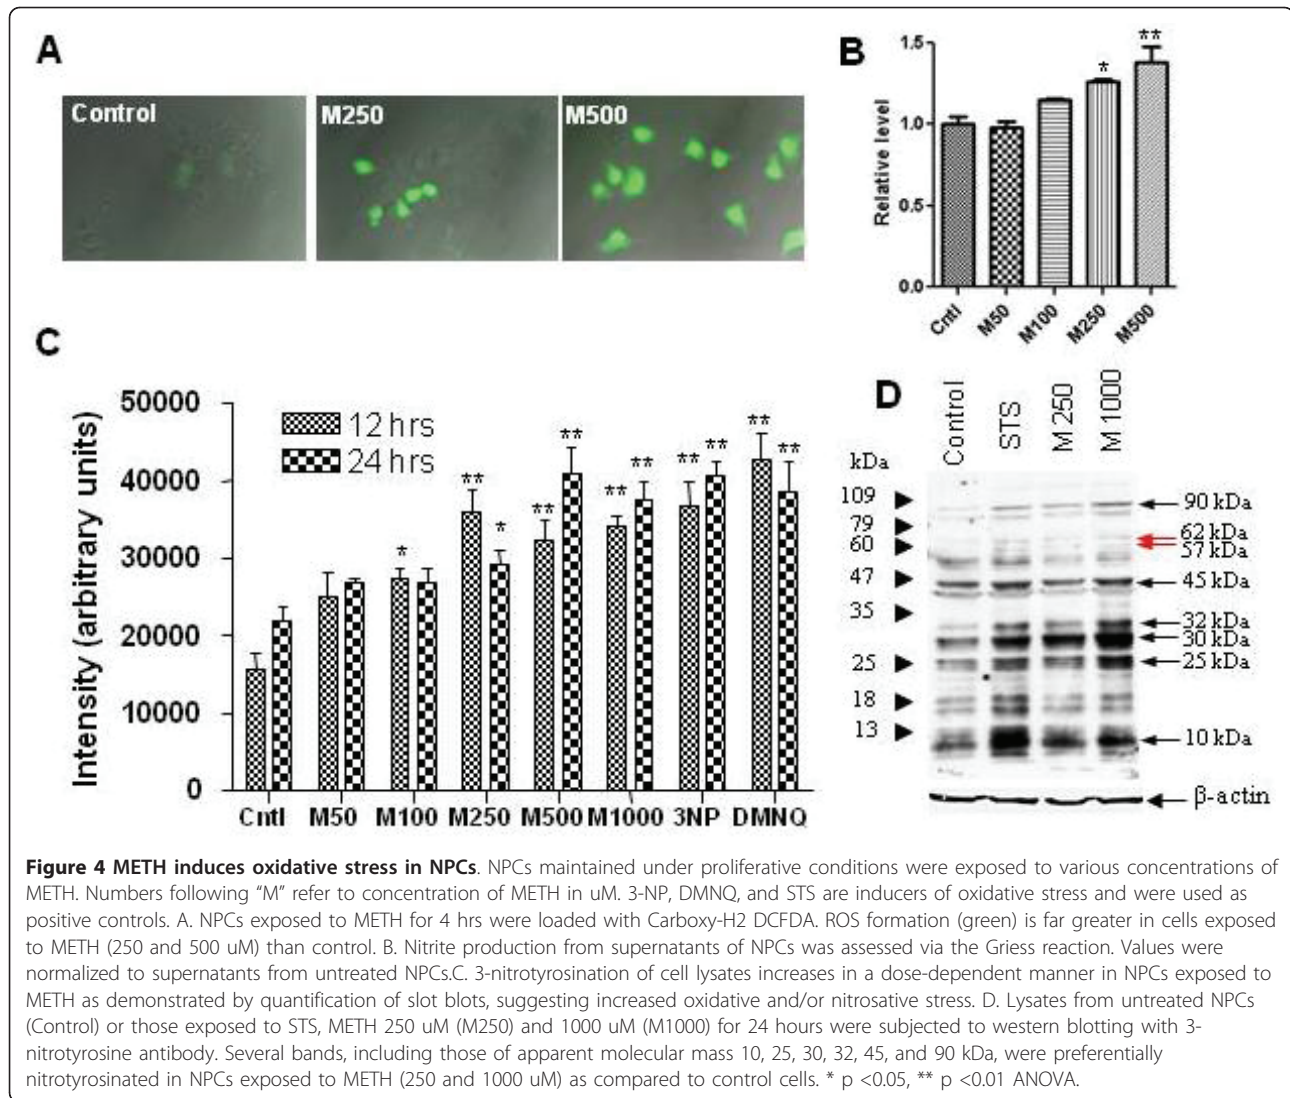 A
Control
M250
M500
B
Relative level
1.5
1.0
0.5
0.0
*
**
Cntl
M50
M100
M250
M500
C
Intensity (arbitrary units)
50000
40000
30000
20000
10000
0
12 hrs
24 hrs
*
**
*
**
**
**
**
**
**
**
**
Cntl
M50
M100
M250
M500
M1000
3NP
DMNQ
D
Control
STS
M 250
M 1000
kDa
109
79
60
47
35
25
18
13
90 kDa
62 kDa
57 kDa
45 kDa
32 kDa
30 kDa
25 kDa
10 kDa
β-actin
Figure 4 METH induces oxidative stress in NPCs. NPCs maintained under proliferative conditions were exposed to various concentrations of
METH. Numbers following “M” refer to concentration of METH in uM. 3-NP, DMNQ, and STS are inducers of oxidative stress and were used as
positive controls. A. NPCs exposed to METH for 4 hrs were loaded with Carboxy-H2 DCFDA. ROS formation (green) is far greater in cells exposed
to METH (250 and 500 uM) than control. B. Nitrite production from supernatants of NPCs was assessed via the Griess reaction. Values were
normalized to supernatants from untreated NPCs.C. 3-nitrotyrosination of cell lysates increases in a dose-dependent manner in NPCs exposed to
METH as demonstrated by quantification of slot blots, suggesting increased oxidative and/or nitrosative stress. D. Lysates from untreated NPCs
(Control) or those exposed to STS, METH 250 uM (M250) and 1000 uM (M1000) for 24 hours were subjected to western blotting with 3-
nitrotyrosine antibody. Several bands, including those of apparent molecular mass 10, 25, 30, 32, 45, and 90 kDa, were preferentially
nitrotyrosinated in NPCs exposed to METH (250 and 1000 uM) as compared to control cells. * p <0.05, ** p <0.01 ANOVA.